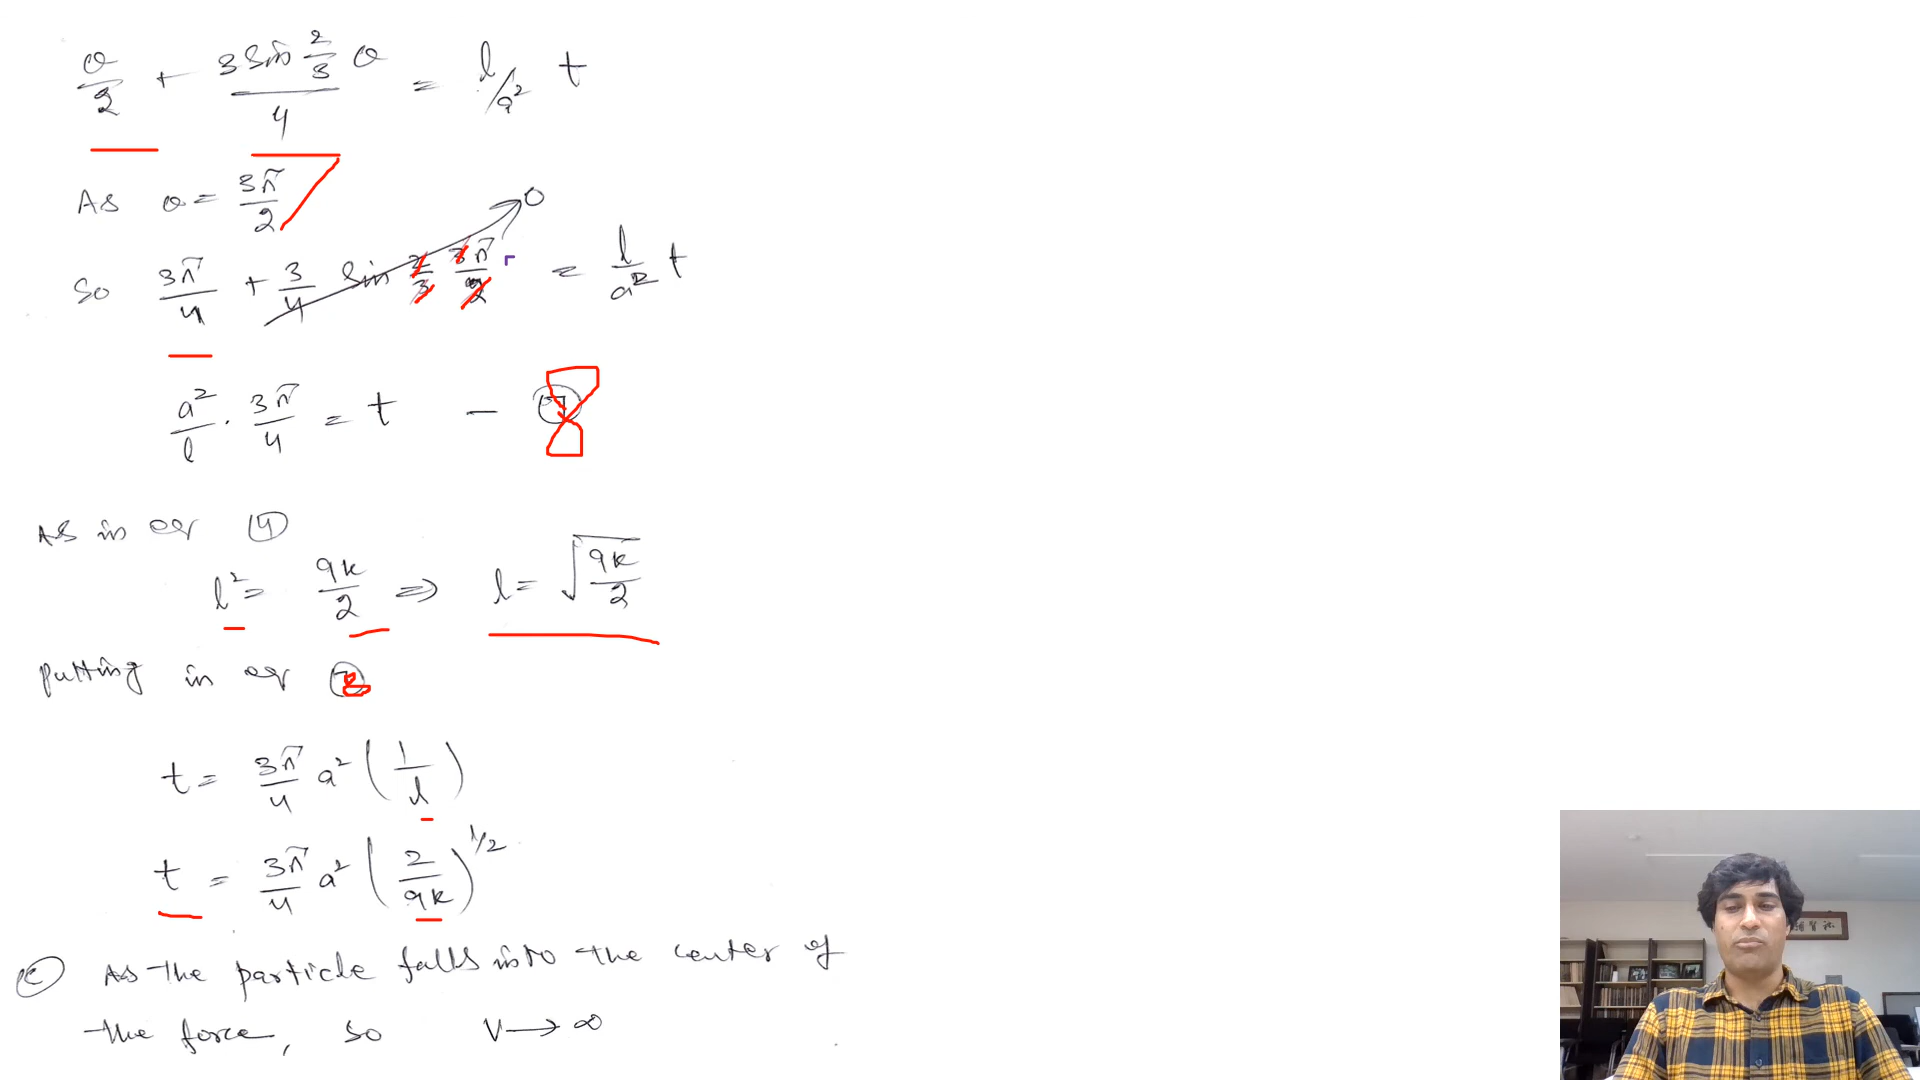 θ/2 + 3 Sin 2/3 θ / 4 = l/a² t
As θ = 3π/2
So 3π/4 + 3/4 Sin 2/3 3π/2 → 0 = l/a² t
a²/l · 3π/4 = t — 8
As in eq (4)
l² = 9k/2 ⇒ l = √(9k/2)
putting in eq 8
t = 3π/4 a² (1/l)
t = 3π/4 a² (2/9k)^1/2
(c) As the particle falls into the center of
the force, so V → ∞